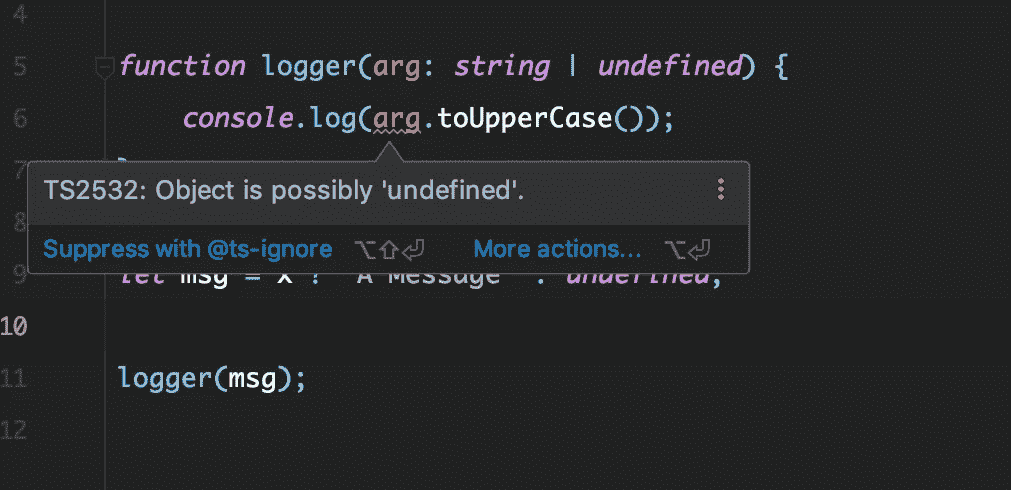 4
5 function logger(arg: string | undefined) {
6 console.log(arg.toUpperCase());
7
TS2532: Object is possibly 'undefined'.
8
Suppress with @ts-ignore ⌥⇧⏎ More actions... ⌥⏎
9 let msg = x ? "A Message" : undefined;
10
11 logger(msg);
12